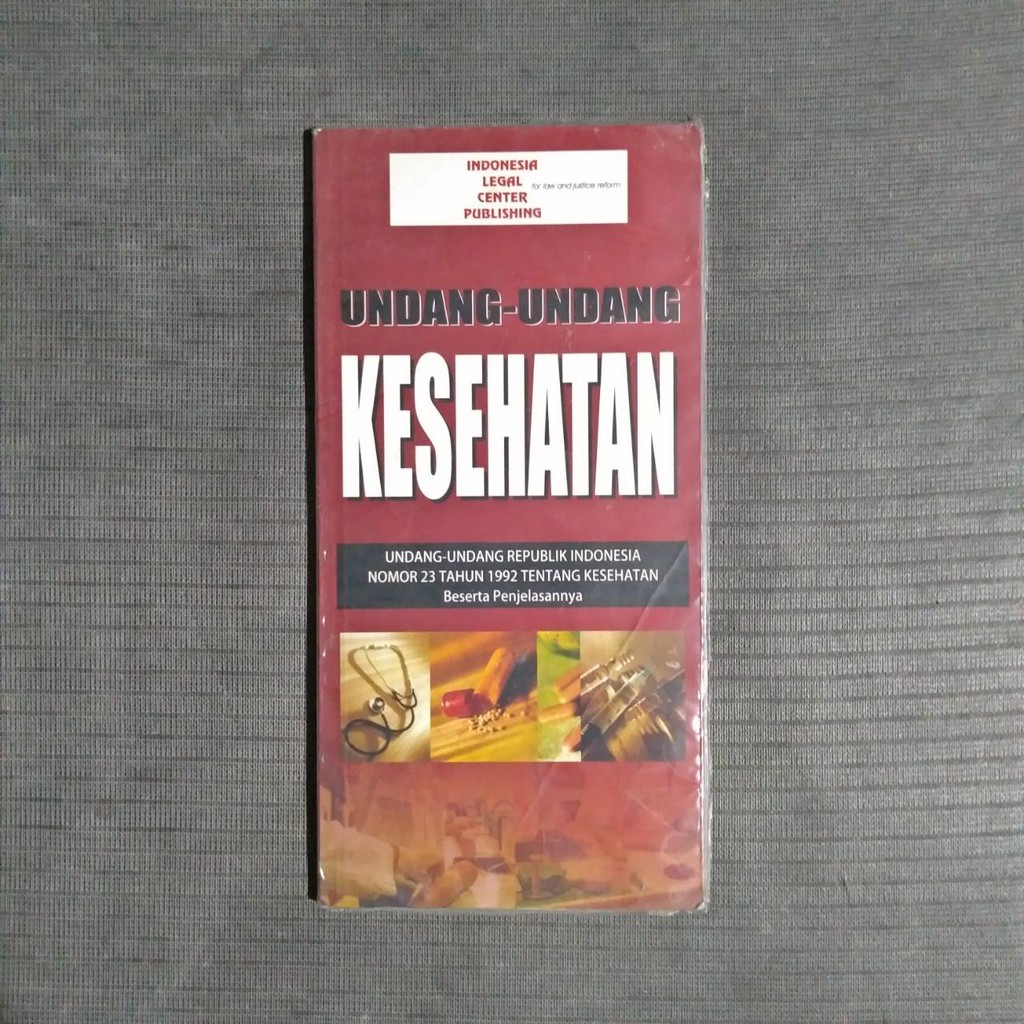 INDONESIA
LEGAL
for law and justice reform
CENTER
PUBLISHING
UNDANG-UNDANG
KESEHATAN
UNDANG-UNDANG REPUBLIK INDONESIA
NOMOR 23 TAHUN 1992 TENTANG KESEHATAN
Beserta Penjelasannya